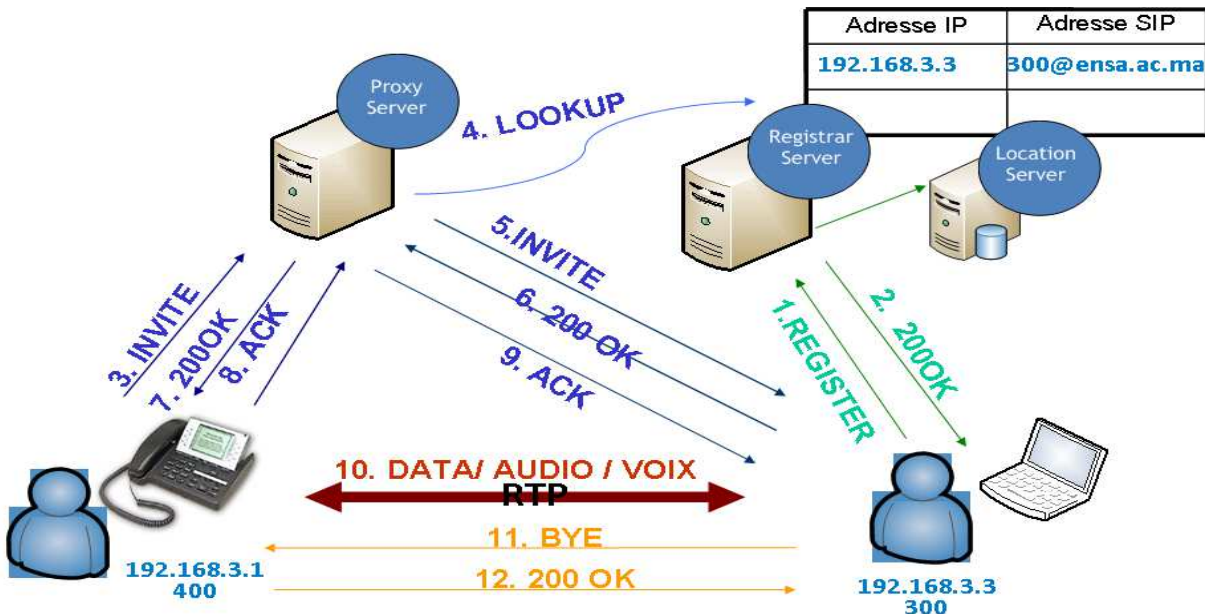 Adresse IP
Adresse SIP
192.168.3.3
300@ensa.ac.ma
Proxy
Server
4. LOOKUP
Registrar
Server
Location
Server
3. INVITE
7. 200OK
8. ACK
5.INVITE
6. 200 OK
9. ACK
1.REGISTER
2. 200OK
10. DATA/ AUDIO / VOIX
RTP
11. BYE
12. 200 OK
192.168.3.1
400
192.168.3.3
300